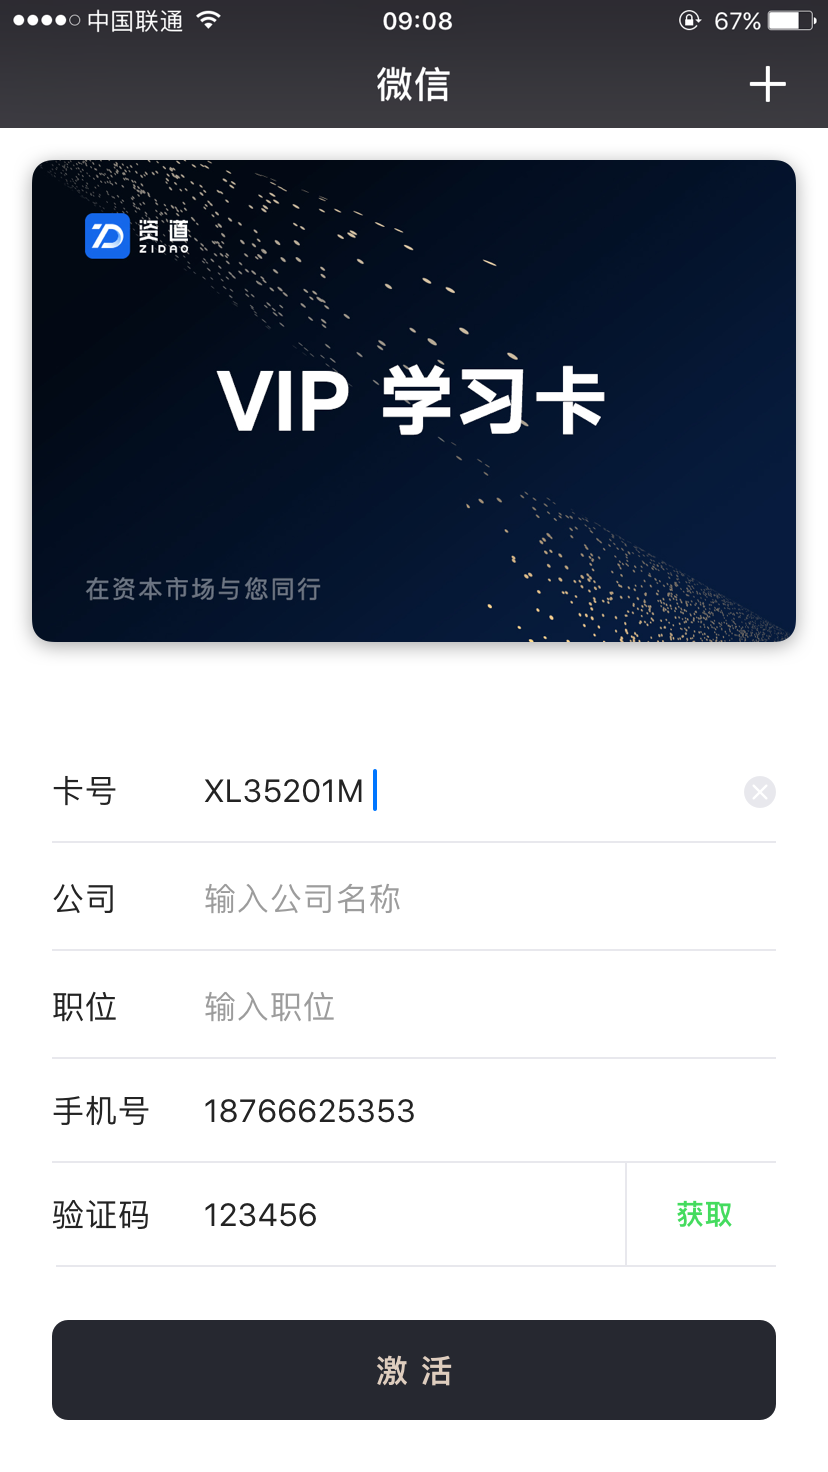 中国联通 09:08 67%
微信
资道
ZIDAO
VIP 学习卡
在资本市场与您同行
卡号 XL35201M
公司 输入公司名称
职位 输入职位
手机号 18766625353
验证码 123456 获取
激活